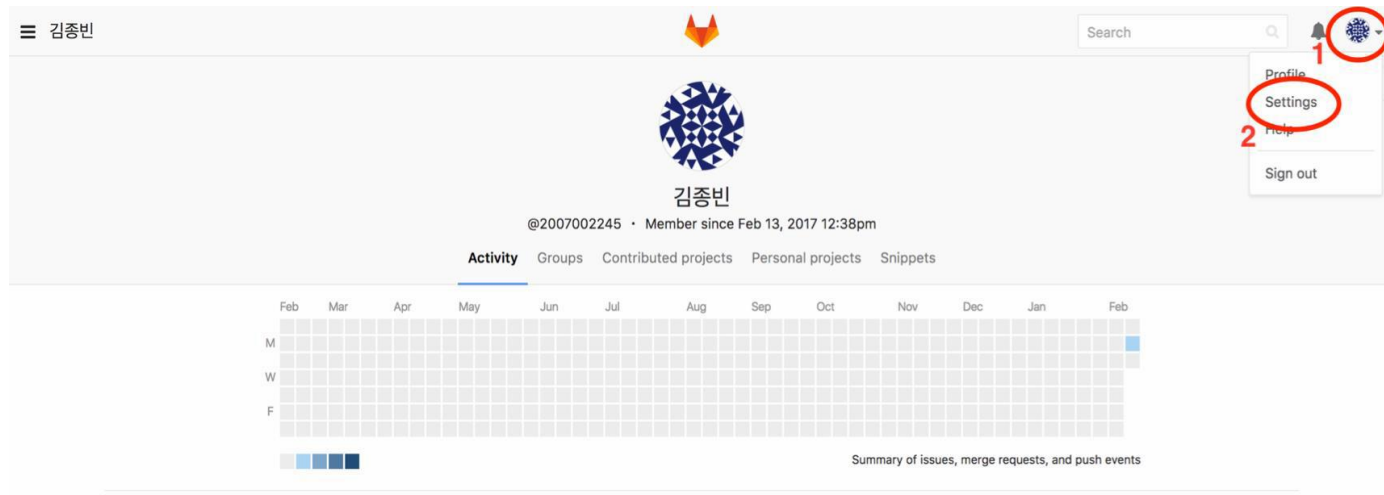 김종빈
Search
1
Profile
Settings
2
Help
Sign out
김종빈
@2007002245 · Member since Feb 13, 2017 12:38pm
Activity Groups Contributed projects Personal projects Snippets
Feb Mar Apr May Jun Jul Aug Sep Oct Nov Dec Jan Feb
M
W
F
Summary of issues, merge requests, and push events